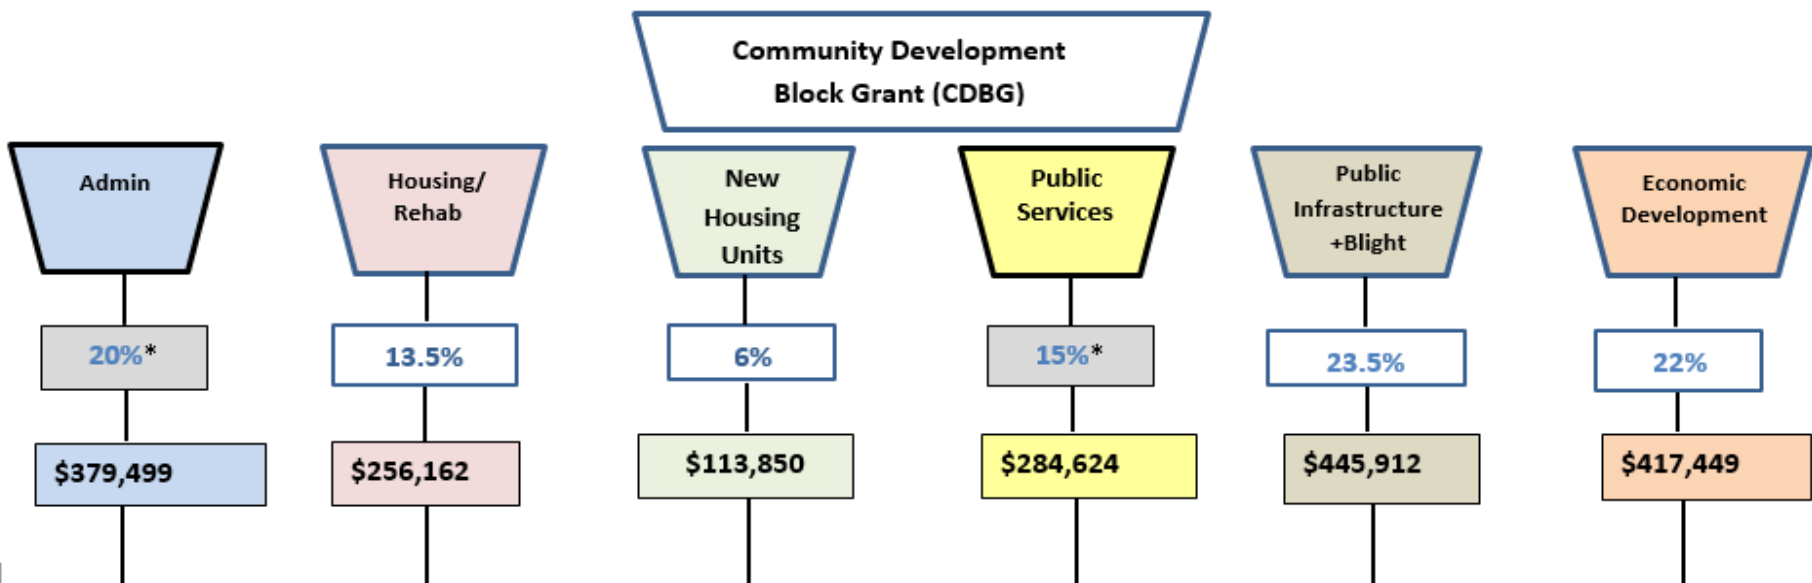 Community Development
Block Grant (CDBG)
Admin
Housing/
Rehab
New
Housing
Units
Public
Services
Public
Infrastructure
+Blight
Economic
Development
20%*
13.5%
6%
15%*
23.5%
22%
$379,499
$256,162
$113,850
$284,624
$445,912
$417,449